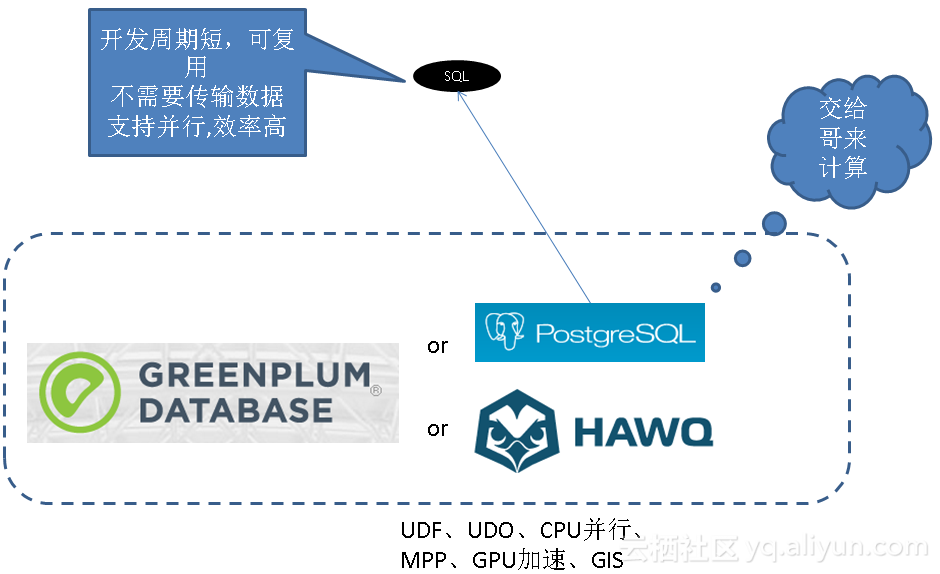 开发周期短，可复
用
不需要传输数据
支持并行,效率高
SQL
交给
哥来
计算
PostgreSQL
or
GREENPLUM
DATABASE
®
or
HAWQ
UDF、UDO、CPU并行、
MPP、GPU加速、GIS
云栖社区 yq.aliyun.com